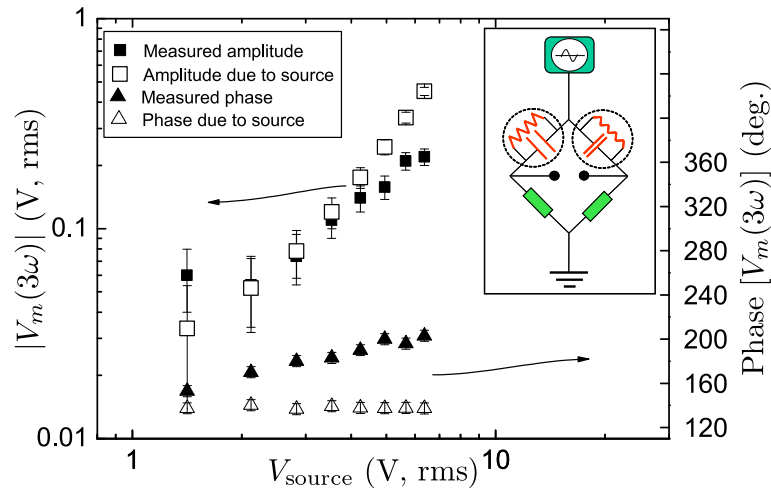 1
0.1
0.01
|V_m(3ω)| (V, rms)
Measured amplitude
Amplitude due to source
Measured phase
Phase due to source
360
320
280
240
200
160
120
Phase [V_m(3ω)] (deg.)
1
10
V_source (V, rms)